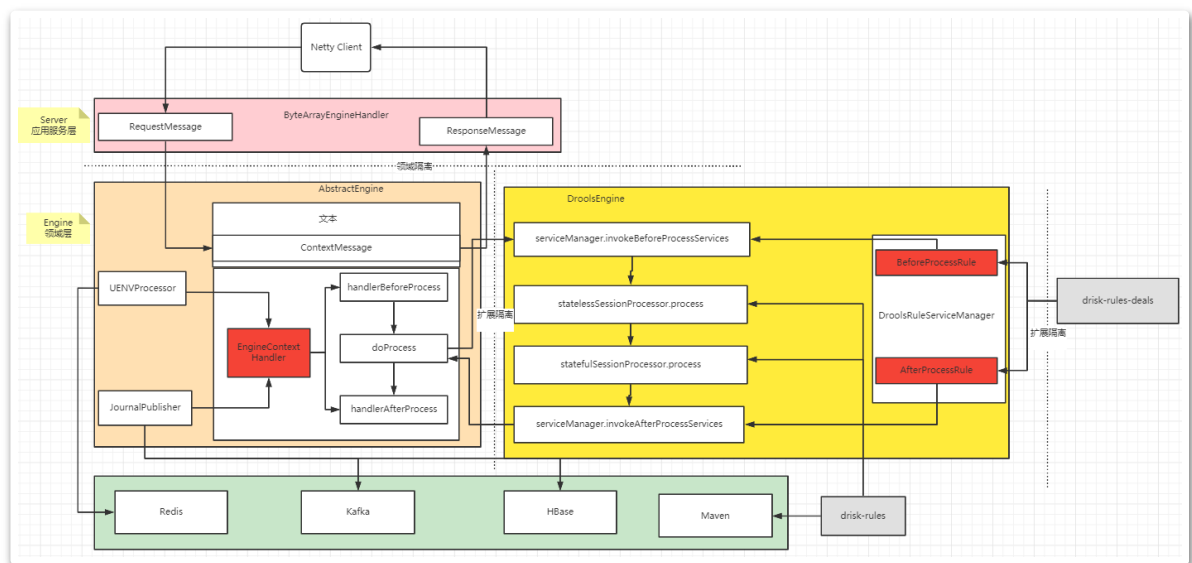 Netty Client
Server
应用服务层
ByteArrayEngineHandler
RequestMessage
ResponseMessage
领域隔离
AbstractEngine
DroolsEngine
Engine
领域层
文本
ContextMessage
serviceManager.invokeBeforeProcessServices
BeforeProcessRule
UENVProcessor
handlerBeforeProcess
statelessSessionProcessor.process
DroolsRuleServiceManager
drisk-rules-deals
扩展隔离
扩展隔离
EngineContext
Handler
doProcess
statefulSessionProcessor.process
AfterProcessRule
JournalPublisher
handlerAfterProcess
serviceManager.invokeAfterProcessServices
Redis
Kafka
HBase
Maven
drisk-rules